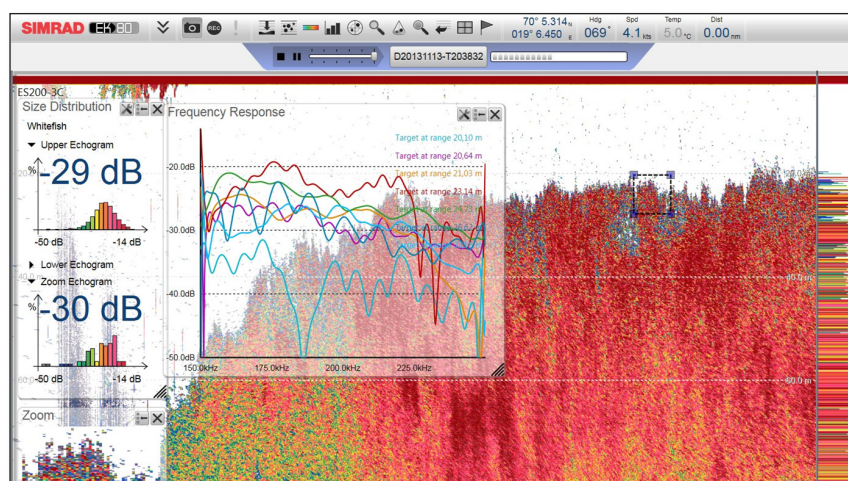 SIMRAD EK80
REC
70° 5.314 N
019° 6.450 E
Hdg
069°
Spd
4.1 kts
Temp
5.0 °C
Dist
0.00 nm
D20131113-T203832
ES200-3C
Size Distribution
Whitefish
Upper Echogram
%
-29 dB
-50 dB
-14 dB
Lower Echogram
Zoom Echogram
%
-30 dB
-50 dB
-14 dB
Zoom
Frequency Response
Target at range 20,10 m
Target at range 20,64 m
Target at range 21,03 m
Target at range 23,14 m
-20.0dB
-30.0dB
-40.0dB
-50.0dB
150.0kHz
175.0kHz
200.0kHz
225.0kHz